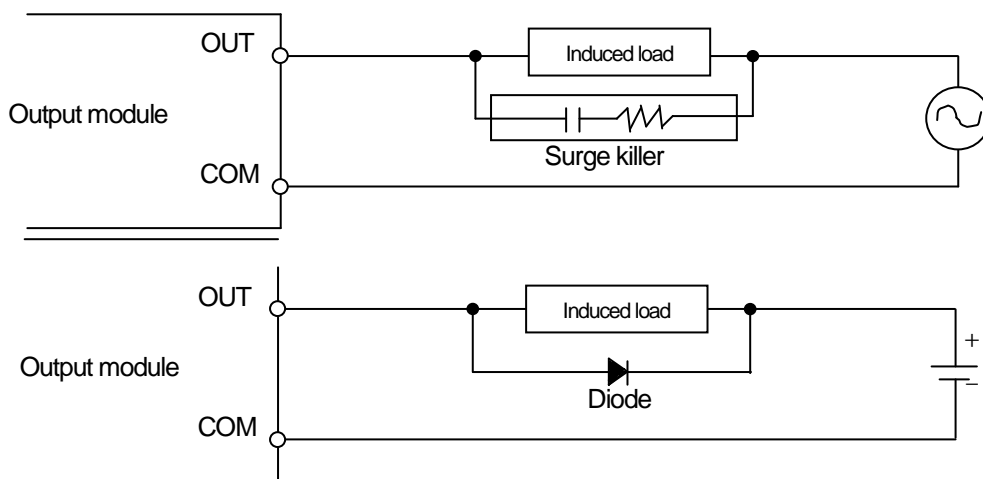 OUT
Induced load
Output module
Surge killer
COM
OUT
Induced load
+
Output module
−
Diode
COM